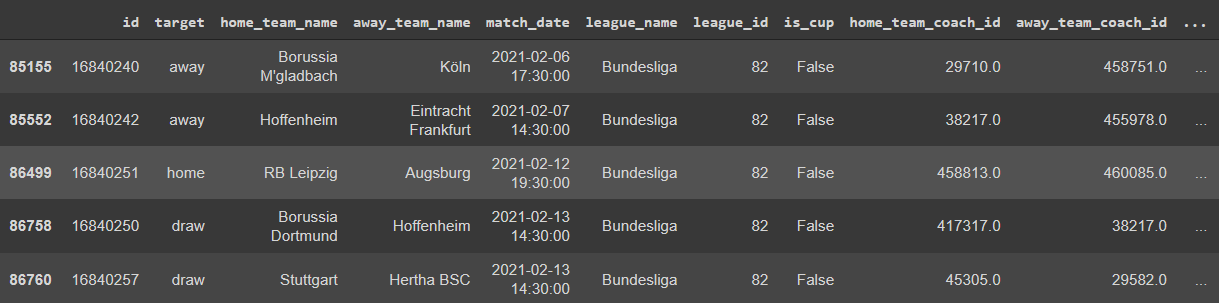 id target home_team_name away_team_name match_date league_name league_id is_cup home_team_coach_id away_team_coach_id ...
85155 16840240 away Borussia M'gladbach Köln 2021-02-06 17:30:00 Bundesliga 82 False 29710.0 458751.0 ...
85552 16840242 away Hoffenheim Eintracht Frankfurt 2021-02-07 14:30:00 Bundesliga 82 False 38217.0 455978.0 ...
86499 16840251 home RB Leipzig Augsburg 2021-02-12 19:30:00 Bundesliga 82 False 458813.0 460085.0 ...
86758 16840250 draw Borussia Dortmund Hoffenheim 2021-02-13 14:30:00 Bundesliga 82 False 417317.0 38217.0 ...
86760 16840257 draw Stuttgart Hertha BSC 2021-02-13 14:30:00 Bundesliga 82 False 45305.0 29582.0 ...